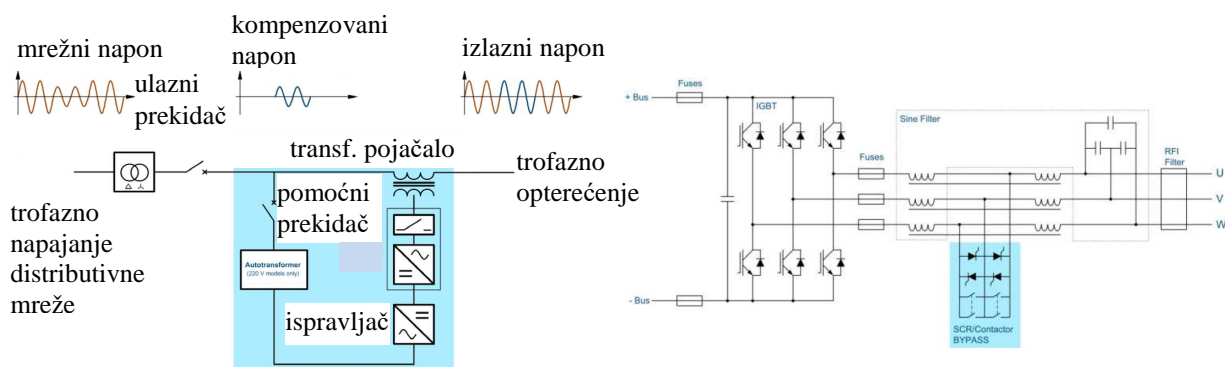 mrežni napon
kompenzovani
napon
izlazni napon
ulazni
prekidač
transf. pojačalo
trofazno
opterećenje
pomoćni
prekidač
trofazno
napajanje
distributivne
mreže
Autotransformer
(220 V models only)
ispravljač
Fuses
+ Bus
IGBT
Sine Filter
Fuses
RFI
Filter
U
V
W
- Bus
SCR/Contactor
BYPASS